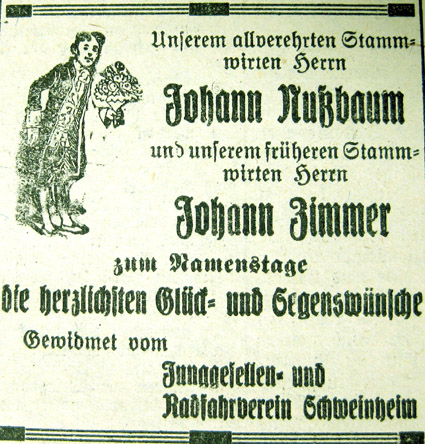 Unserem allverehrten Stamm-
wirten Herrn
Johann Nußbaum
und unserem früheren Stamm-
wirten Herrn
Johann Zimmer
zum Namenstage
die herzlichsten Glück- und Segenswünsche
Gewidmet vom
Junggesellen- und
Radfahrverein Schweinheim